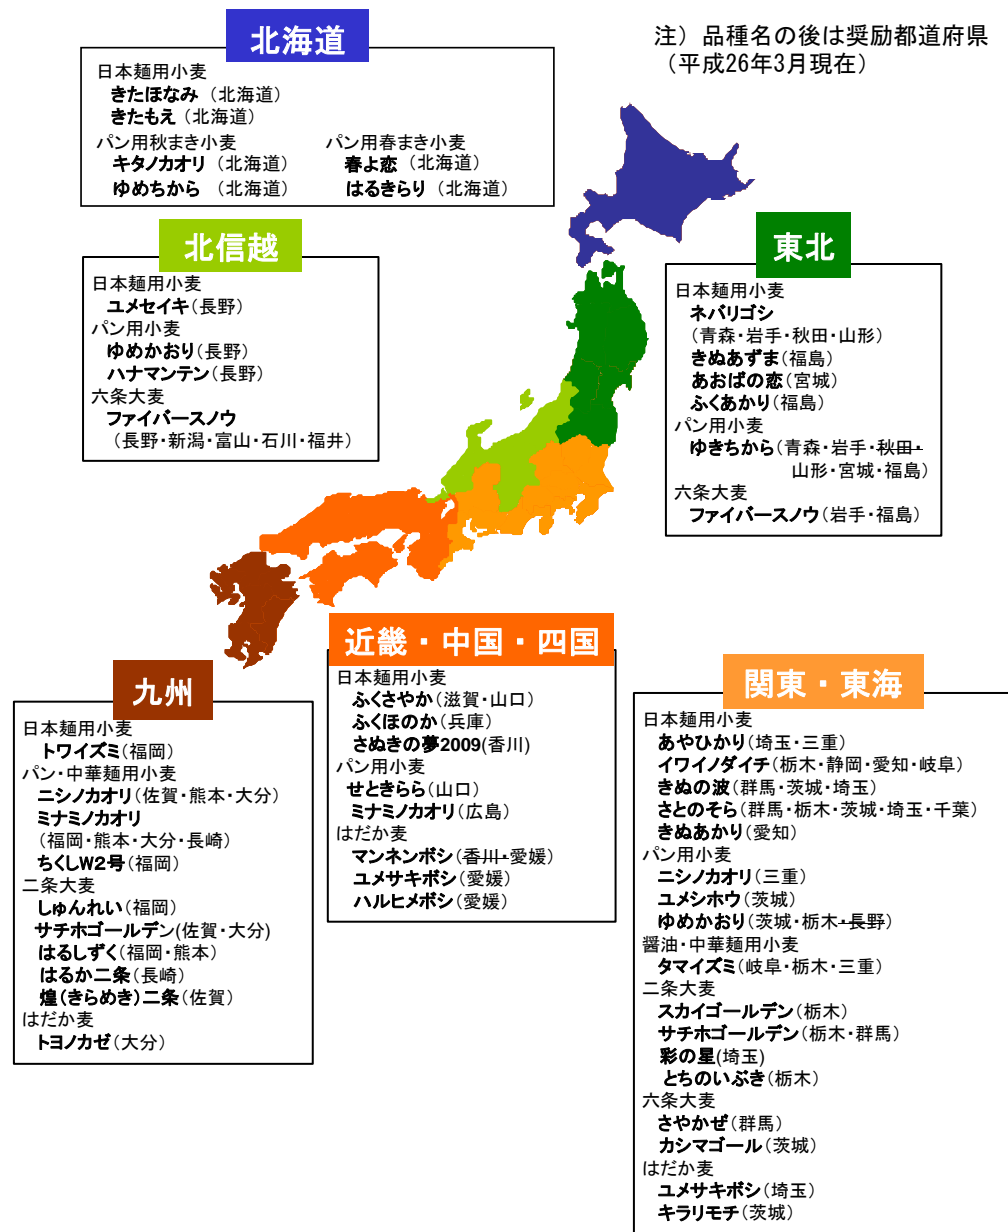 注）品種名の後は奨励都道府県
（平成26年3月現在）
北海道
日本麺用小麦
きたほなみ（北海道）
きたもえ（北海道）
パン用秋まき小麦
キタノカオリ（北海道）
ゆめちから（北海道）
パン用春まき小麦
春よ恋（北海道）
はるきらり（北海道）
北信越
日本麺用小麦
ユメセイキ（長野）
パン用小麦
ゆめかおり（長野）
ハナマンテン（長野）
六条大麦
ファイバースノウ
（長野・新潟・富山・石川・福井）
東北
日本麺用小麦
ネバリゴシ
（青森・岩手・秋田・山形）
きぬあずま（福島）
あおばの恋（宮城）
ふくあかり（福島）
パン用小麦
ゆきちから（青森・岩手・秋田・
山形・宮城・福島）
六条大麦
ファイバースノウ（岩手・福島）
九州
日本麺用小麦
トワイズミ（福岡）
パン・中華麺用小麦
ニシノカオリ（佐賀・熊本・大分）
ミナミノカオリ
（福岡・熊本・大分・長崎）
ちくしW2号（福岡）
二条大麦
しゅんれい（福岡）
サチホゴールデン(佐賀・大分)
はるしずく（福岡・熊本）
はるか二条（長崎）
煌（きらめき）二条（佐賀）
はだか麦
トヨノカゼ（大分）
近畿・中国・四国
日本麺用小麦
ふくさやか（滋賀・山口）
ふくほのか（兵庫）
さぬきの夢2009(香川)
パン用小麦
せときらら（山口）
ミナミノカオリ（広島）
はだか麦
マンネンボシ（香川・愛媛）
ユメサキボシ（愛媛）
ハルヒメボシ（愛媛）
関東・東海
日本麺用小麦
あやひかり（埼玉・三重）
イワイノダイチ（栃木・静岡・愛知・岐阜）
きぬの波（群馬・茨城・埼玉）
さとのそら（群馬・栃木・茨城・埼玉・千葉）
きぬあかり（愛知）
パン用小麦
ニシノカオリ（三重）
ユメシホウ（茨城）
ゆめかおり（茨城・栃木・長野）
醤油・中華麺用小麦
タマイズミ（岐阜・栃木・三重）
二条大麦
スカイゴールデン（栃木）
サチホゴールデン（栃木・群馬）
彩の星(埼玉)
とちのいぶき（栃木）
六条大麦
さやかぜ（群馬）
カシマゴール（茨城）
はだか麦
ユメサキボシ（埼玉）
キラリモチ（茨城）